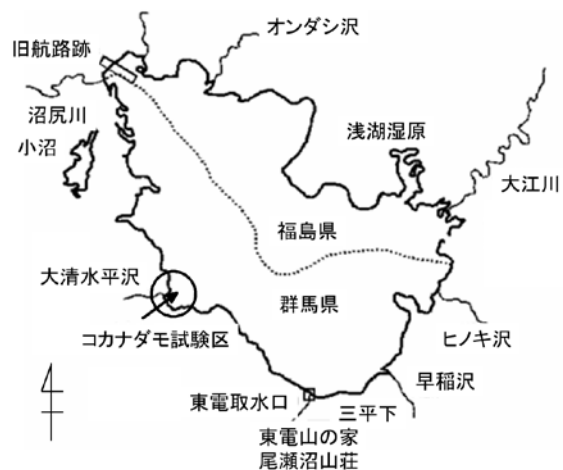 オンダシ沢
旧航路跡
沼尻川
小沼
浅湖湿原
大江川
福島県
大清水平沢
群馬県
コカナダモ試験区
ヒノキ沢
早稲沢
東電取水口
三平下
東電山の家
尾瀬沼山荘